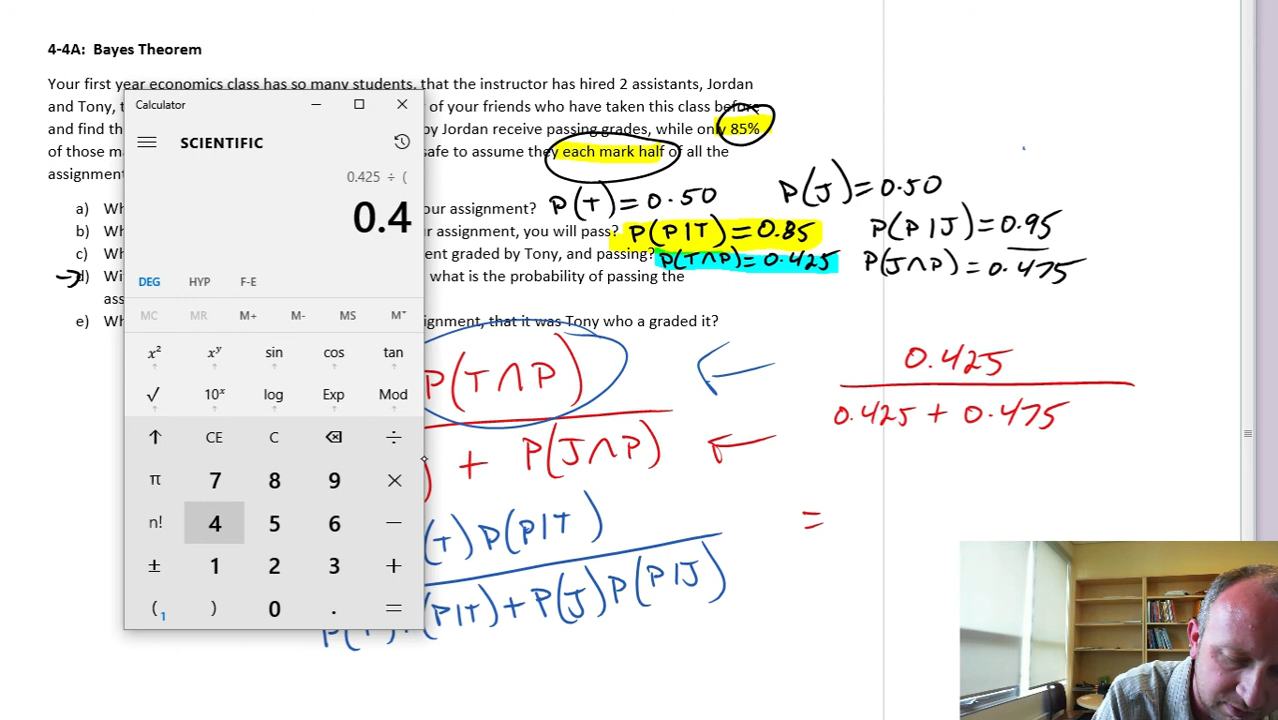 4-4A: Bayes Theorem
Your first year economics class has so many students, that the instructor has hired 2 assistants, Jordan
and Tony, t of your friends who have taken this class before
and find th by Jordan receive passing grades, while only 85%
of those m safe to assume they each mark half of all the
assignment
P(T)=0.50 P(J)=0.50
a) Wh our assignment?
b) Wh ur assignment, you will pass? P(P|T)=0.85 P(P|J)=0.95
c) Wh ent graded by Tony, and passing? P(T∩P)=0.425 P(J∩P)=0.475
d) Wi what is the probability of passing the
ass
e) Wh gnment, that it was Tony who a graded it?
Calculator
SCIENTIFIC
0.425 ÷ (
0.4
DEG HYP F-E
MC MR M+ M- MS M˅
x² xʸ sin cos tan
√ 10ˣ log Exp Mod
↑ CE C ⌫ ÷
π 7 8 9 ×
n! 4 5 6 −
± 1 2 3 +
(₁ ) 0 . =
P(T∩P)
) + P(J∩P)
(T)P(P|T)
(P|T)+P(J)P(P|J)
0.425
0.425 + 0.475
=